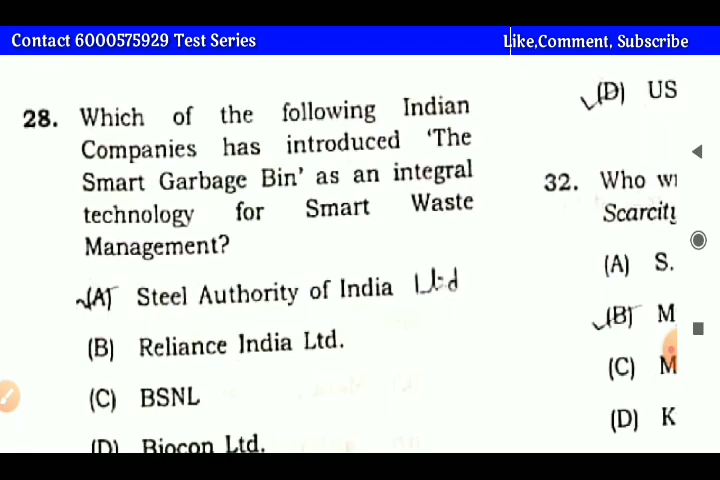 Contact 6000575929 Test Series
Like,Comment, Subscribe
28. Which of the following Indian
Companies has introduced 'The
Smart Garbage Bin' as an integral
technology for Smart Waste
Management?
(A) Steel Authority of India Ltd
(B) Reliance India Ltd.
(C) BSNL
(D) Biocon Ltd.
(D) US
32. Who wr
Scarcity
(A) S.
(B) M
(C) M
(D) K